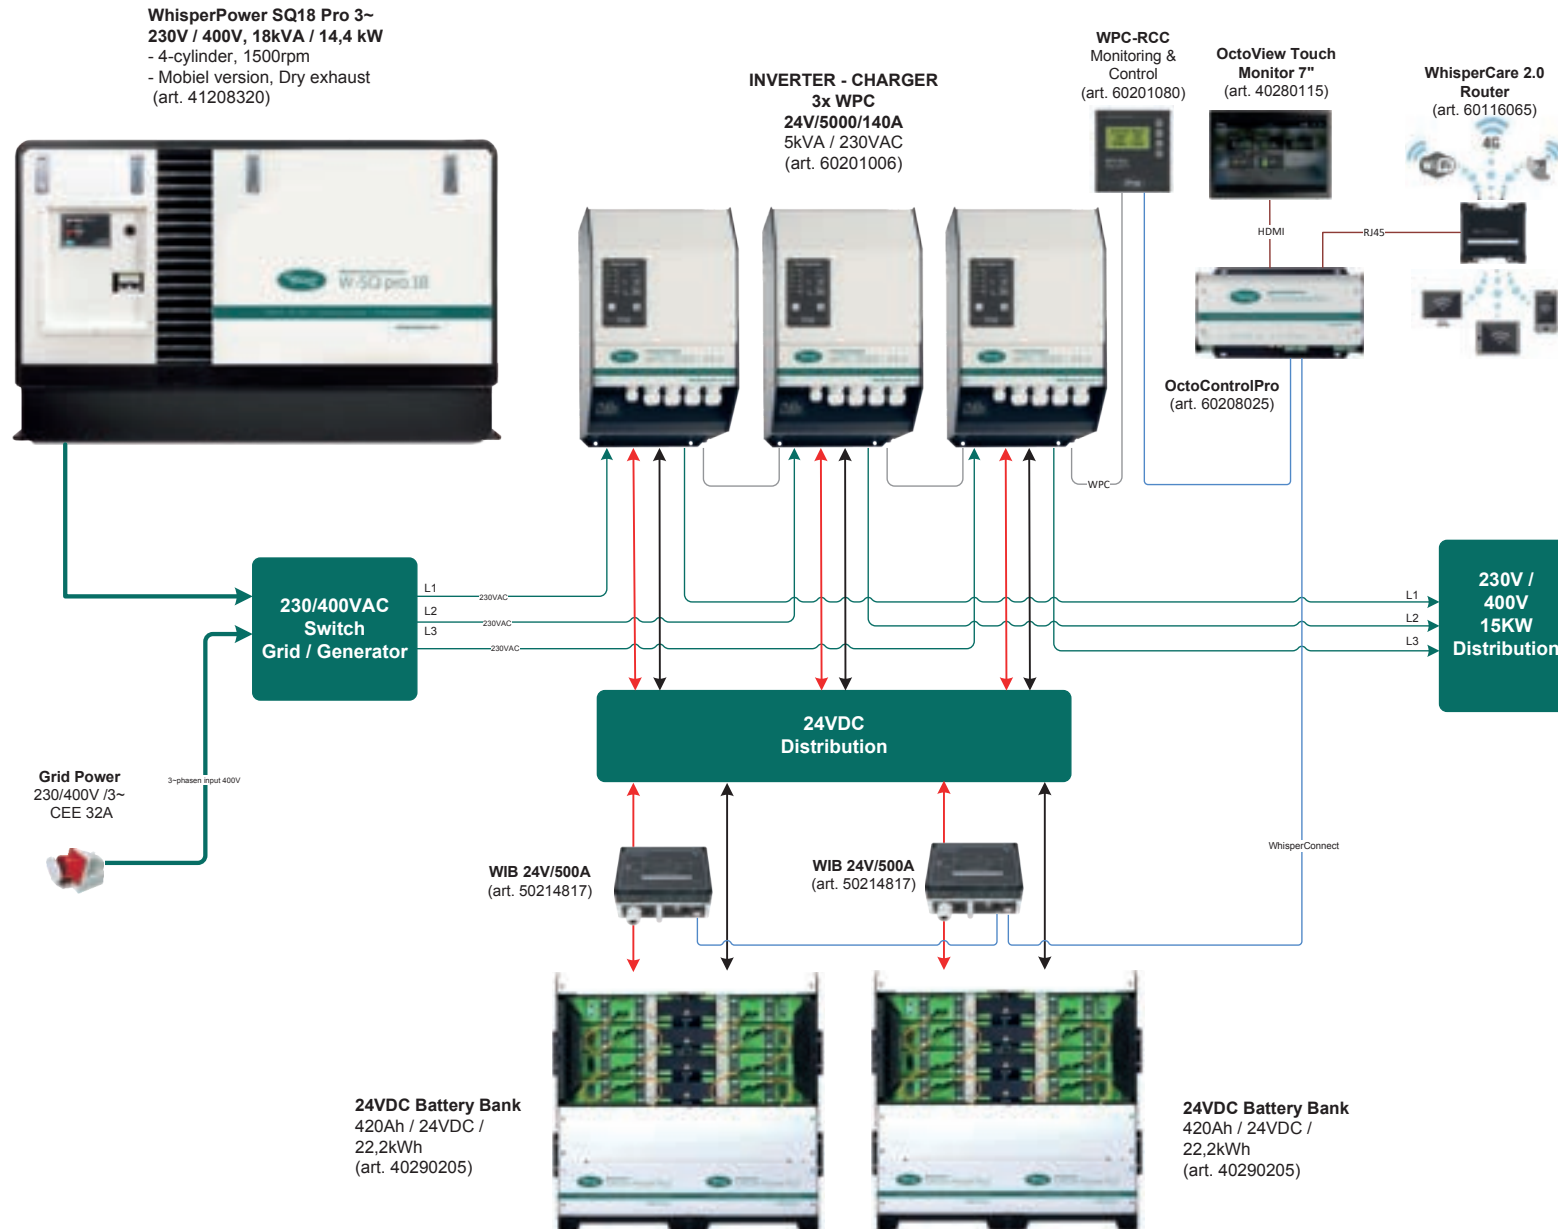 WhisperPower SQ18 Pro 3~
230V / 400V, 18kVA / 14,4 kW
- 4-cylinder, 1500rpm
- Mobiel version, Dry exhaust
(art. 41208320)
W-SQ pro 18
INVERTER - CHARGER
3x WPC
24V/5000/140A
5kVA / 230VAC
(art. 60201006)
WPC-RCC
Monitoring &
Control
(art. 60201080)
OctoView Touch
Monitor 7"
(art. 40280115)
WhisperCare 2.0
Router
(art. 60116065)
4G
HDMI
RJ45
OctoControlPro
(art. 60208025)
WPC
230/400VAC
Switch
Grid / Generator
L1
L2
L3
230VAC
230VAC
230VAC
L1
L2
L3
230V /
400V
15KW
Distribution
24VDC
Distribution
Grid Power
230/400V /3~
CEE 32A
3~phasen input 400V
WIB 24V/500A
(art. 50214817)
WIB 24V/500A
(art. 50214817)
WhisperConnect
24VDC Battery Bank
420Ah / 24VDC /
22,2kWh
(art. 40290205)
24VDC Battery Bank
420Ah / 24VDC /
22,2kWh
(art. 40290205)